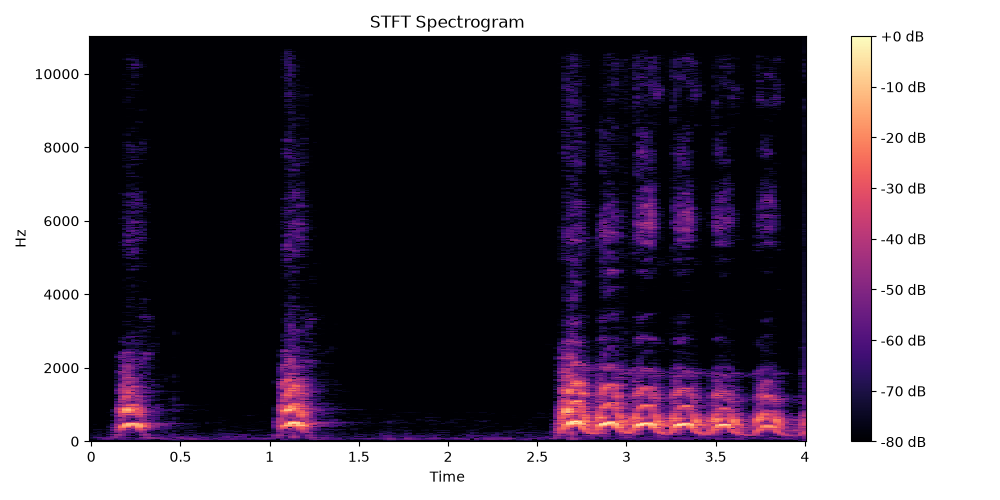 STFT Spectrogram
+0 dB
10000
-10 dB
8000
-20 dB
-30 dB
6000
Hz
-40 dB
4000
-50 dB
-60 dB
2000
-70 dB
0
-80 dB
0 0.5 1 1.5 2 2.5 3 3.5 4
Time